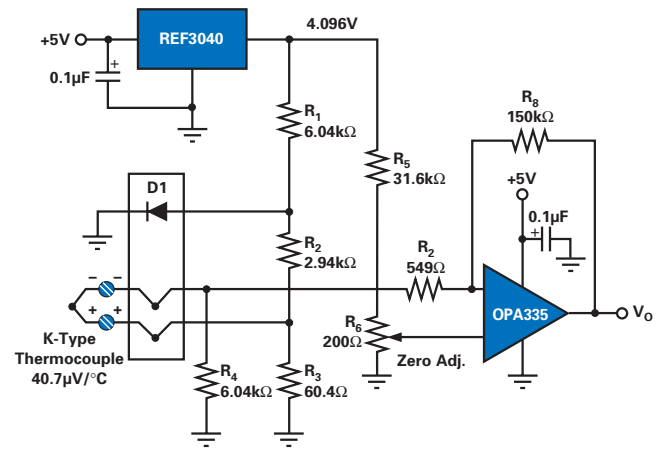 +5V
REF3040
4.096V
0.1µF
+
R1
6.04kΩ
R8
150kΩ
R5
31.6kΩ
+5V
D1
0.1µF
+
R2
2.94kΩ
R2
549Ω
– –
+ +
OPA335
VO
K-Type
Thermocouple
40.7µV/°C
R6
200Ω
Zero Adj.
R4
6.04kΩ
R3
60.4Ω